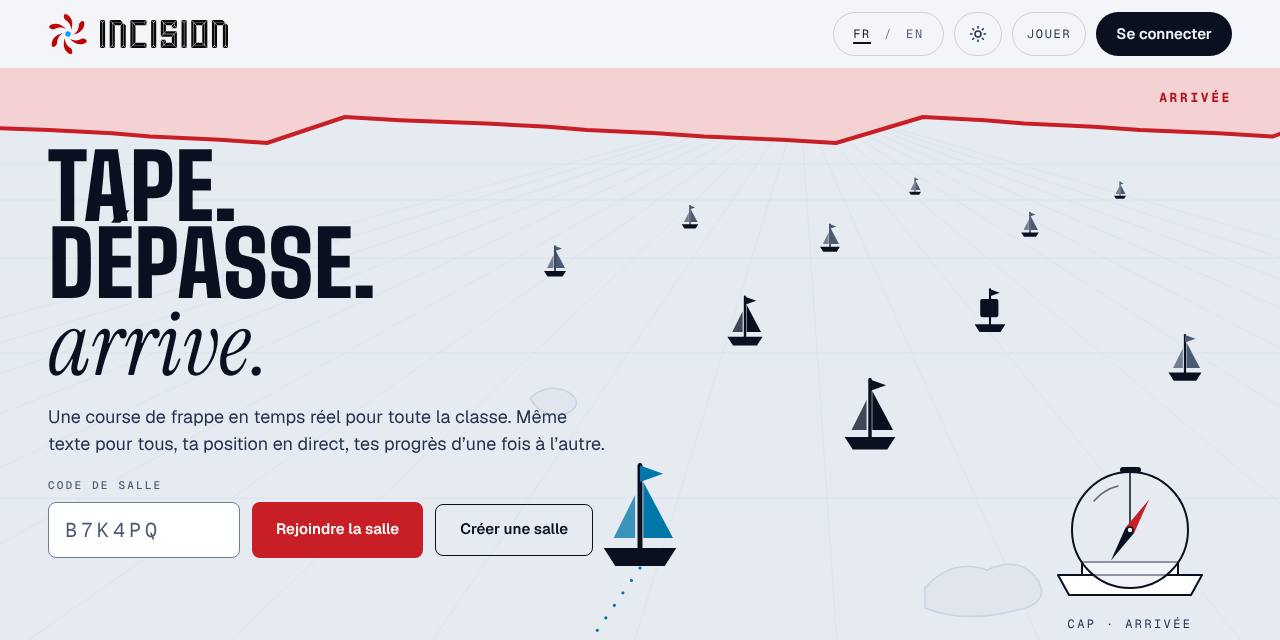 INCISION
FR / EN
JOUER
Se connecter
ARRIVÉE
TAPE.
DÉPASSE.
arrive.
Une course de frappe en temps réel pour toute la classe. Même
texte pour tous, ta position en direct, tes progrès d’une fois à l’autre.
CODE DE SALLE
B7K4PQ
Rejoindre la salle
Créer une salle
CAP · ARRIVÉE